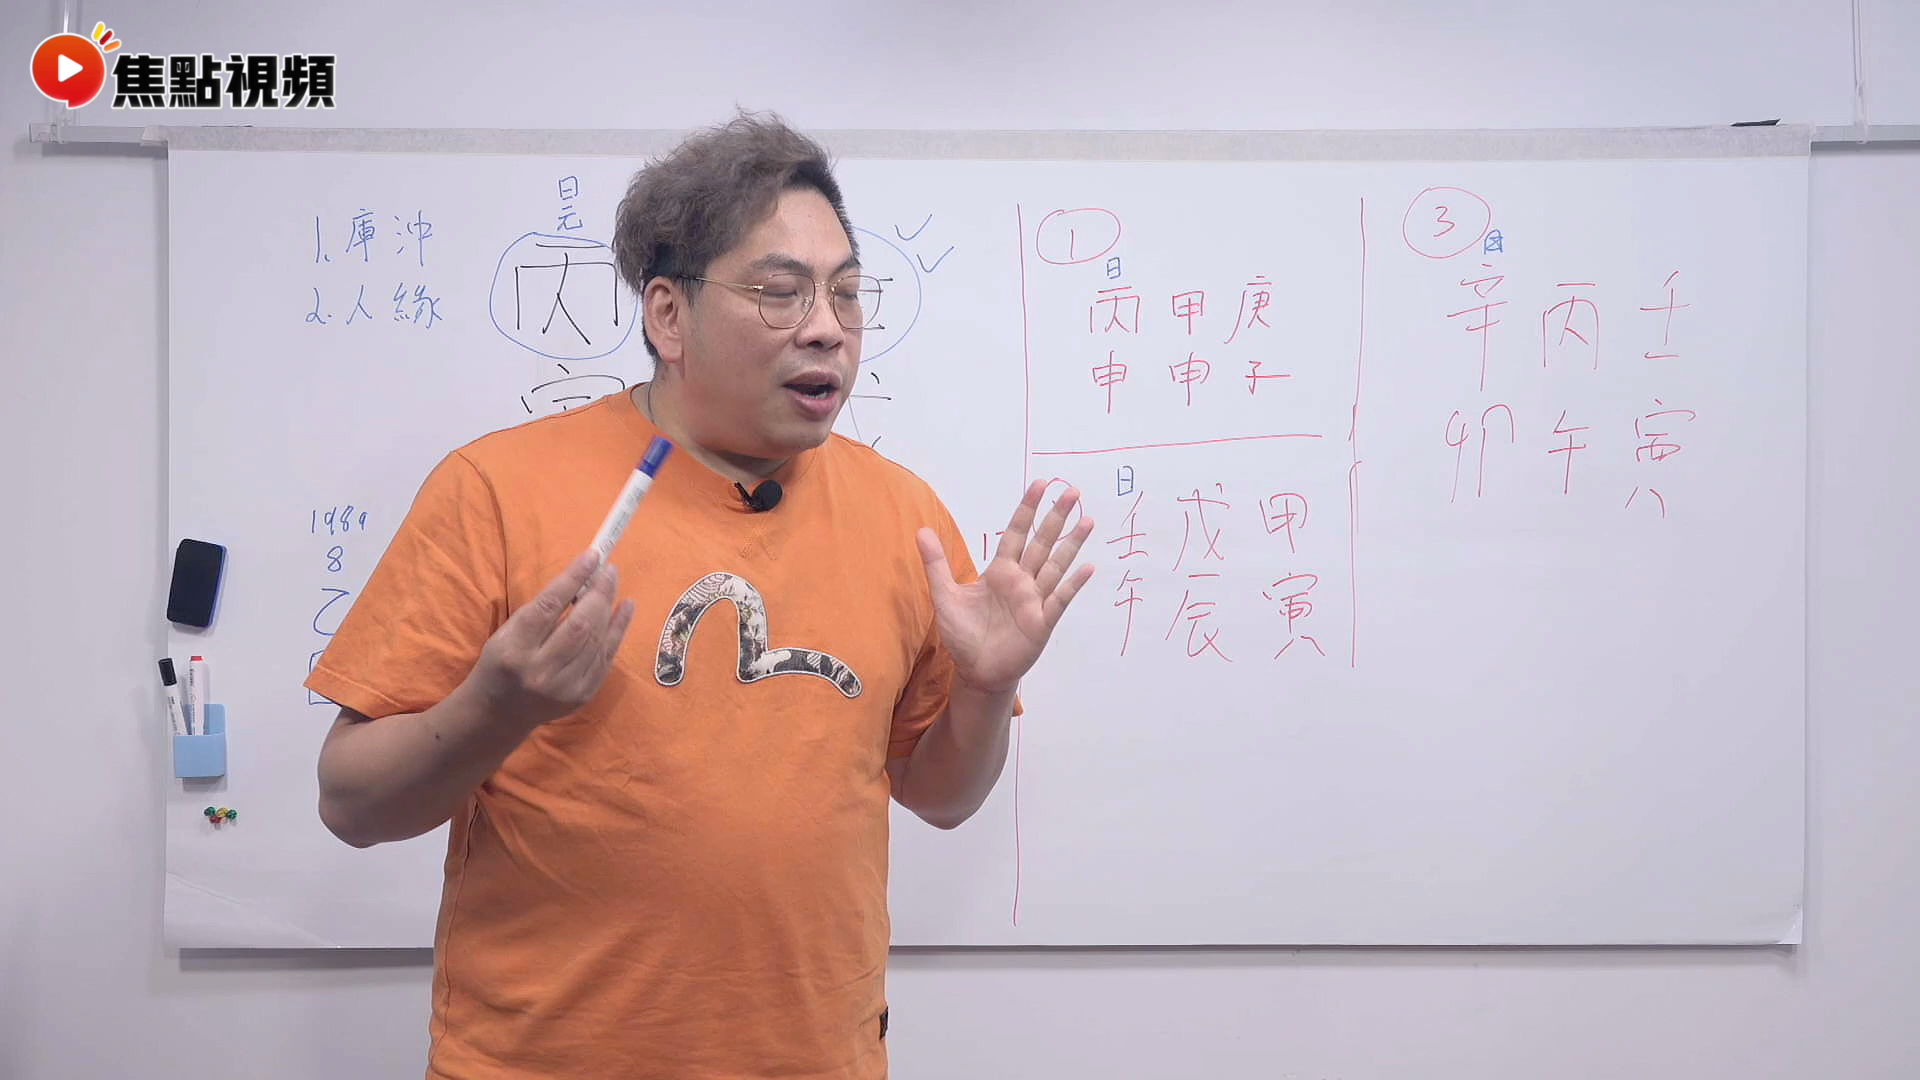 焦點視頻
1. 庫沖
2. 人緣
日元
丙
1989
8
乙
①
日
丙甲庚
申申子
日
壬戊甲
午辰寅
③
日
辛丙壬
卯午寅